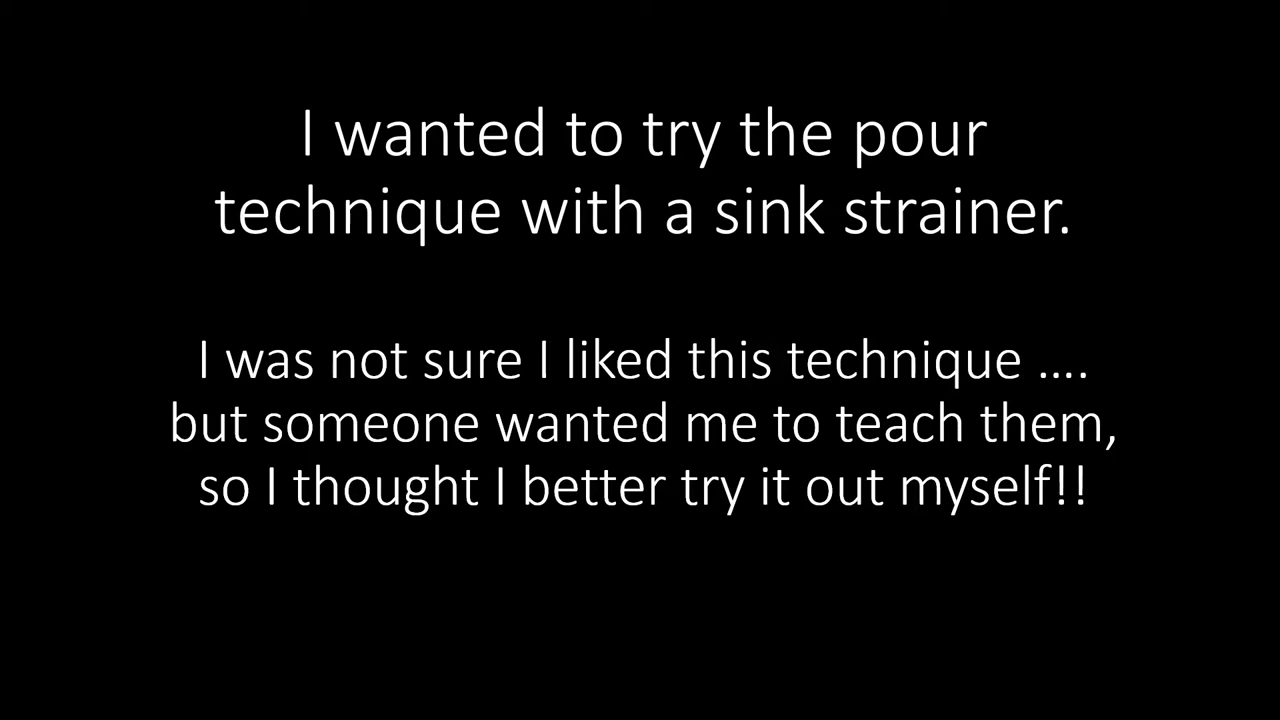 I wanted to try the pour
technique with a sink strainer.
I was not sure I liked this technique ....
but someone wanted me to teach them,
so I thought I better try it out myself!!